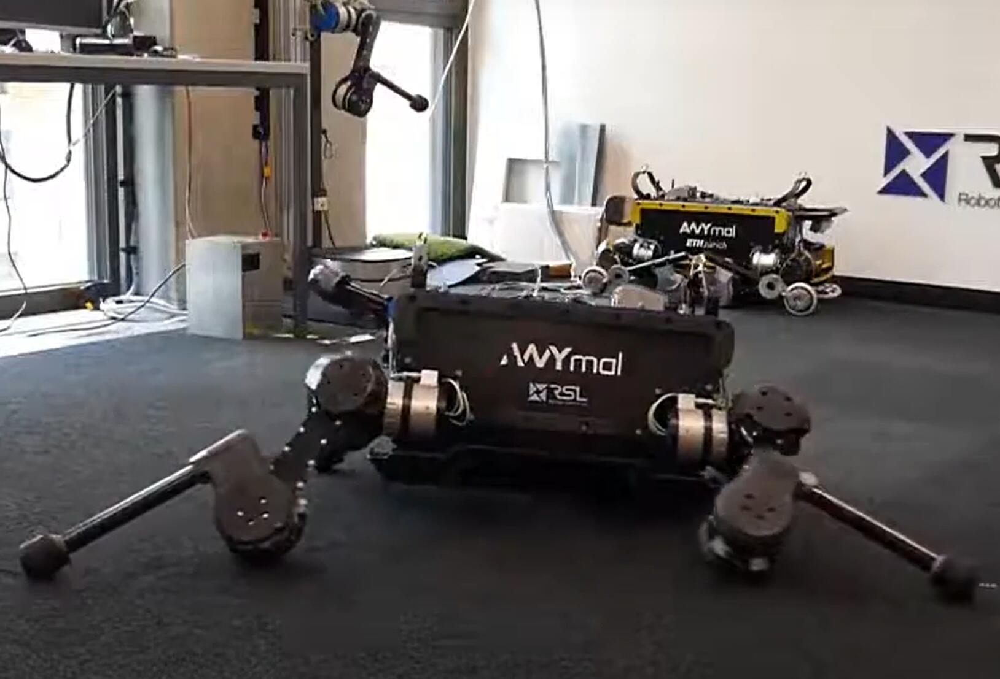 Robot
ANYmal
ETH zürich
ANYmal
RSL